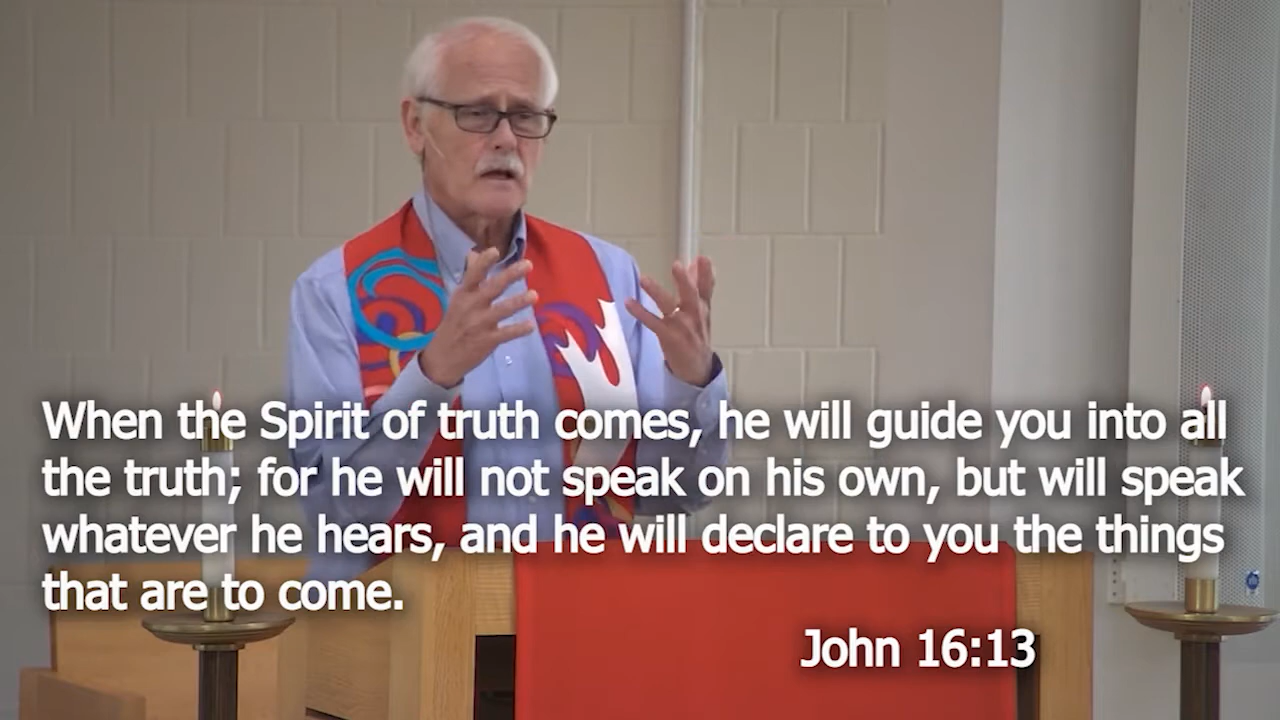 When the Spirit of truth comes, he will guide you into all
the truth; for he will not speak on his own, but will speak
whatever he hears, and he will declare to you the things
that are to come.
John 16:13